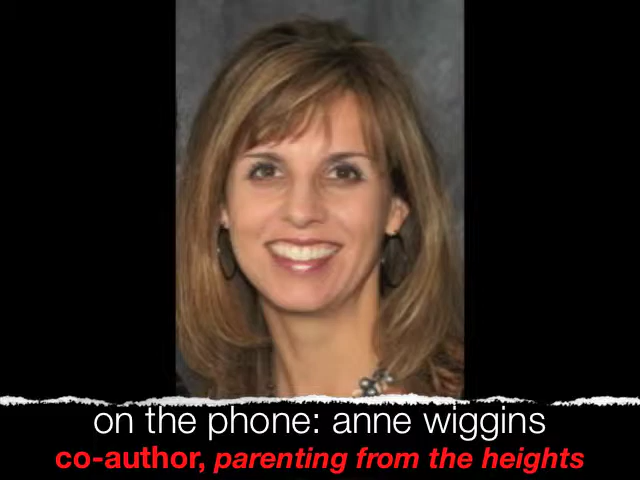 on the phone: anne wiggins
co-author, parenting from the heights